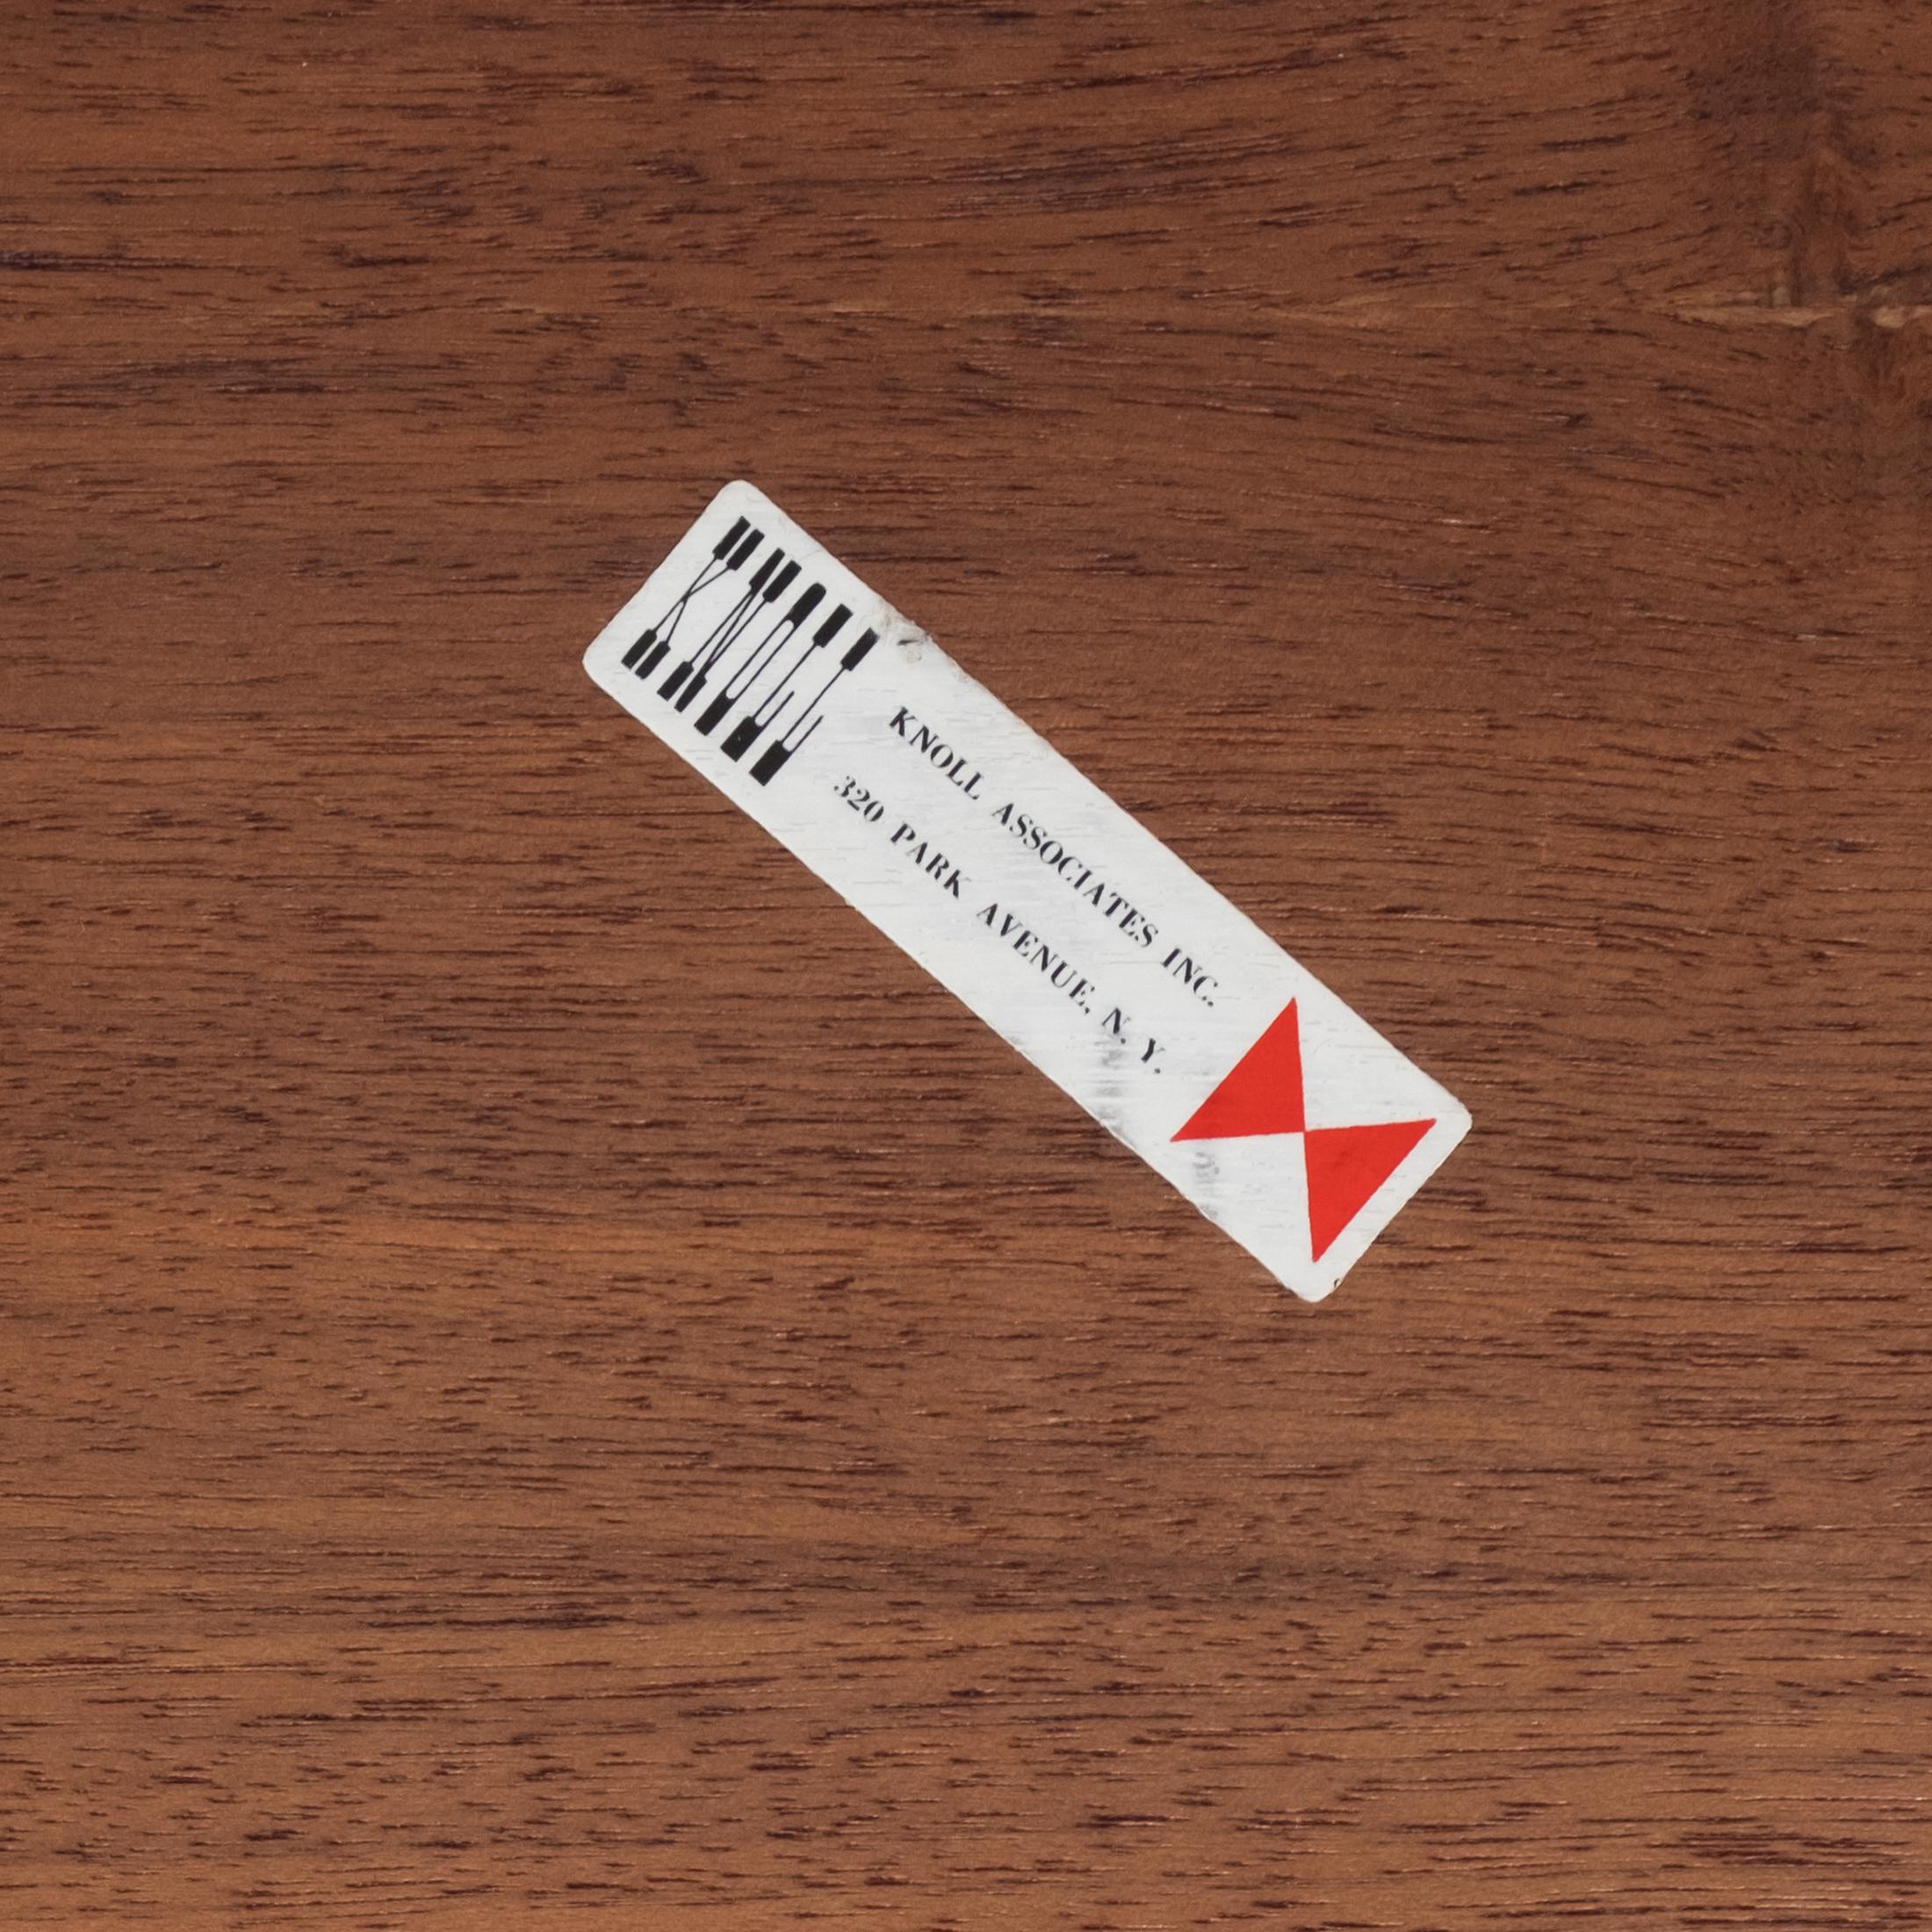 KNOLL
KNOLL ASSOCIATES INC.
320 PARK AVENUE, N. Y.